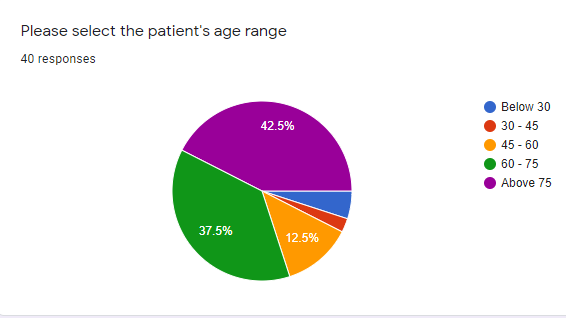 Please select the patient's age range
40 responses
42.5%
37.5%
12.5%
Below 30
30 - 45
45 - 60
60 - 75
Above 75